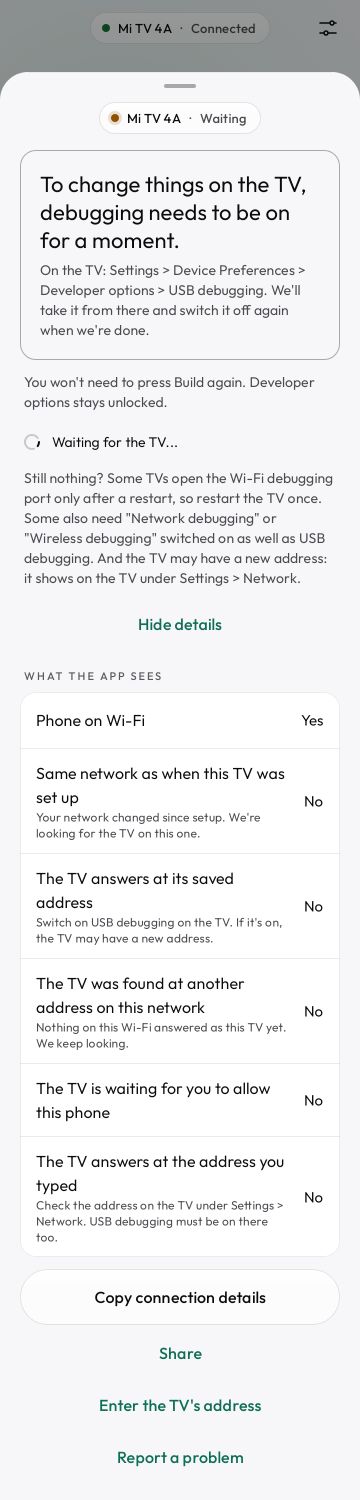 Mi TV 4A · Connected
Mi TV 4A · Waiting
To change things on the TV,
debugging needs to be on
for a moment.
On the TV: Settings > Device Preferences >
Developer options > USB debugging. We'll
take it from there and switch it off again
when we're done.
You won't need to press Build again. Developer
options stays unlocked.
Waiting for the TV...
Still nothing? Some TVs open the Wi-Fi debugging
port only after a restart, so restart the TV once.
Some also need "Network debugging" or
"Wireless debugging" switched on as well as USB
debugging. And the TV may have a new address:
it shows on the TV under Settings > Network.
Hide details
WHAT THE APP SEES
Phone on Wi-Fi
Yes
Same network as when this TV was
set up
Your network changed since setup. We're
looking for the TV on this one.
No
The TV answers at its saved
address
Switch on USB debugging on the TV. If it's on,
the TV may have a new address.
No
The TV was found at another
address on this network
Nothing on this Wi-Fi answered as this TV yet.
We keep looking.
No
The TV is waiting for you to allow
this phone
No
The TV answers at the address you
typed
Check the address on the TV under Settings >
Network. USB debugging must be on there
too.
No
Copy connection details
Share
Enter the TV's address
Report a problem